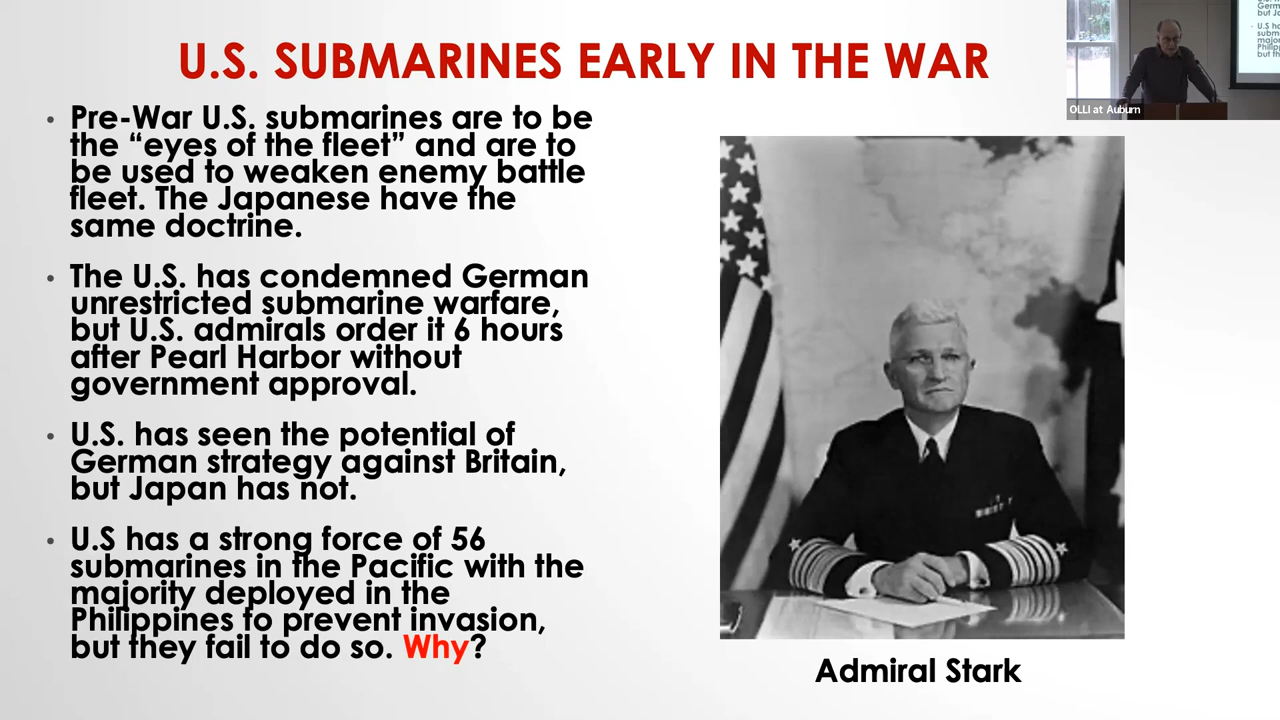 U.S. SUBMARINES EARLY IN THE WAR
• Pre-War U.S. submarines are to be
the “eyes of the fleet” and are to
be used to weaken enemy battle
fleet. The Japanese have the
same doctrine.
• The U.S. has condemned German
unrestricted submarine warfare,
but U.S. admirals order it 6 hours
after Pearl Harbor without
government approval.
• U.S. has seen the potential of
German strategy against Britain,
but Japan has not.
• U.S has a strong force of 56
submarines in the Pacific with the
majority deployed in the
Philippines to prevent invasion,
but they fail to do so. Why?
Admiral Stark
OLLI at Auburn